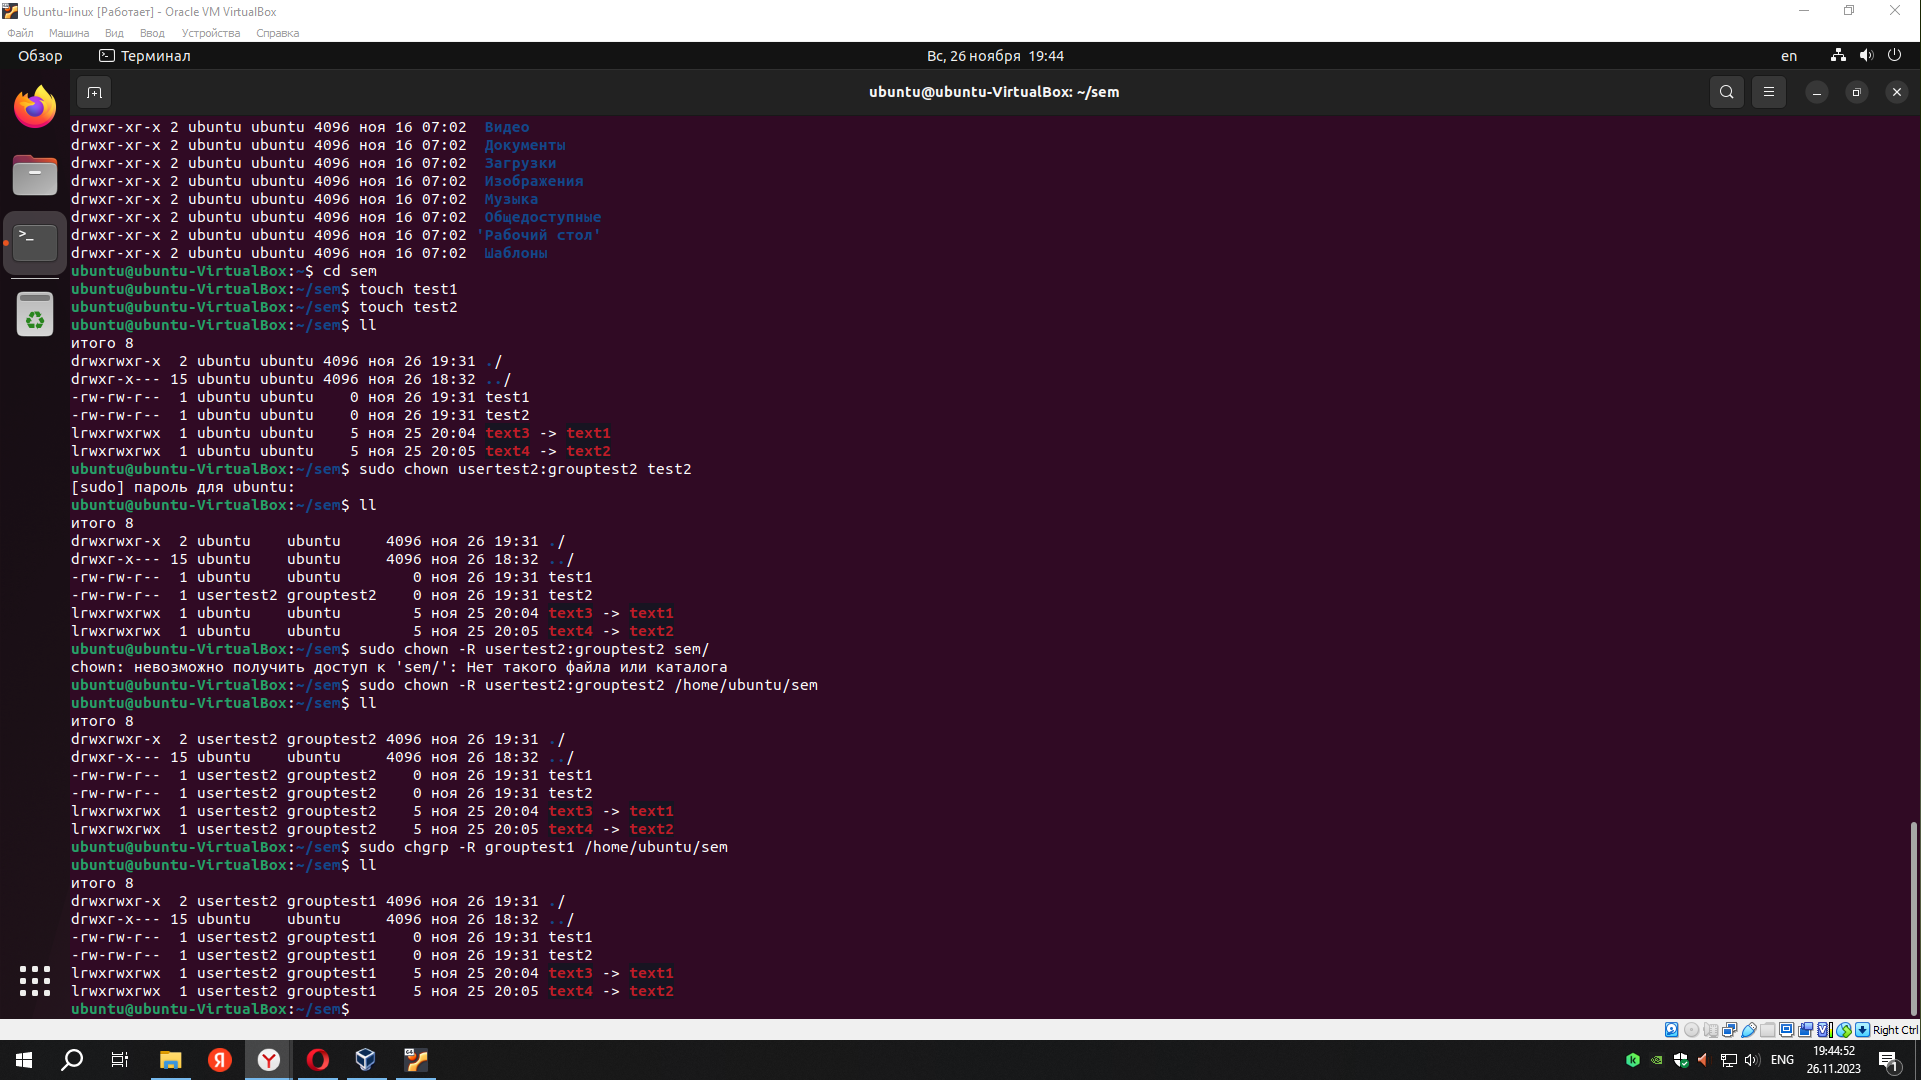 Ubuntu-linux [Работает] - Oracle VM VirtualBox
Файл Машина Вид Ввод Устройства Справка
Обзор Терминал Вс, 26 ноября 19:44 en
ubuntu@ubuntu-VirtualBox: ~/sem
drwxr-xr-x 2 ubuntu ubuntu 4096 ноя 16 07:02  Видео
drwxr-xr-x 2 ubuntu ubuntu 4096 ноя 16 07:02  Документы
drwxr-xr-x 2 ubuntu ubuntu 4096 ноя 16 07:02  Загрузки
drwxr-xr-x 2 ubuntu ubuntu 4096 ноя 16 07:02  Изображения
drwxr-xr-x 2 ubuntu ubuntu 4096 ноя 16 07:02  Музыка
drwxr-xr-x 2 ubuntu ubuntu 4096 ноя 16 07:02  Общедоступные
drwxr-xr-x 2 ubuntu ubuntu 4096 ноя 16 07:02 'Рабочий стол'
drwxr-xr-x 2 ubuntu ubuntu 4096 ноя 16 07:02  Шаблоны
ubuntu@ubuntu-VirtualBox:~$ cd sem
ubuntu@ubuntu-VirtualBox:~/sem$ touch test1
ubuntu@ubuntu-VirtualBox:~/sem$ touch test2
ubuntu@ubuntu-VirtualBox:~/sem$ ll
итого 8
drwxrwxr-x  2 ubuntu ubuntu 4096 ноя 26 19:31 ./
drwxr-x--- 15 ubuntu ubuntu 4096 ноя 26 18:32 ../
-rw-rw-r--  1 ubuntu ubuntu    0 ноя 26 19:31 test1
-rw-rw-r--  1 ubuntu ubuntu    0 ноя 26 19:31 test2
lrwxrwxrwx  1 ubuntu ubuntu    5 ноя 25 20:04 text3 -> text1
lrwxrwxrwx  1 ubuntu ubuntu    5 ноя 25 20:05 text4 -> text2
ubuntu@ubuntu-VirtualBox:~/sem$ sudo chown usertest2:grouptest2 test2
[sudo] пароль для ubuntu:
ubuntu@ubuntu-VirtualBox:~/sem$ ll
итого 8
drwxrwxr-x  2 ubuntu    ubuntu     4096 ноя 26 19:31 ./
drwxr-x--- 15 ubuntu    ubuntu     4096 ноя 26 18:32 ../
-rw-rw-r--  1 ubuntu    ubuntu        0 ноя 26 19:31 test1
-rw-rw-r--  1 usertest2 grouptest2    0 ноя 26 19:31 test2
lrwxrwxrwx  1 ubuntu    ubuntu        5 ноя 25 20:04 text3 -> text1
lrwxrwxrwx  1 ubuntu    ubuntu        5 ноя 25 20:05 text4 -> text2
ubuntu@ubuntu-VirtualBox:~/sem$ sudo chown -R usertest2:grouptest2 sem/
chown: невозможно получить доступ к 'sem/': Нет такого файла или каталога
ubuntu@ubuntu-VirtualBox:~/sem$ sudo chown -R usertest2:grouptest2 /home/ubuntu/sem
ubuntu@ubuntu-VirtualBox:~/sem$ ll
итого 8
drwxrwxr-x  2 usertest2 grouptest2 4096 ноя 26 19:31 ./
drwxr-x--- 15 ubuntu    ubuntu     4096 ноя 26 18:32 ../
-rw-rw-r--  1 usertest2 grouptest2    0 ноя 26 19:31 test1
-rw-rw-r--  1 usertest2 grouptest2    0 ноя 26 19:31 test2
lrwxrwxrwx  1 usertest2 grouptest2    5 ноя 25 20:04 text3 -> text1
lrwxrwxrwx  1 usertest2 grouptest2    5 ноя 25 20:05 text4 -> text2
ubuntu@ubuntu-VirtualBox:~/sem$ sudo chgrp -R grouptest1 /home/ubuntu/sem
ubuntu@ubuntu-VirtualBox:~/sem$ ll
итого 8
drwxrwxr-x  2 usertest2 grouptest1 4096 ноя 26 19:31 ./
drwxr-x--- 15 ubuntu    ubuntu     4096 ноя 26 18:32 ../
-rw-rw-r--  1 usertest2 grouptest1    0 ноя 26 19:31 test1
-rw-rw-r--  1 usertest2 grouptest1    0 ноя 26 19:31 test2
lrwxrwxrwx  1 usertest2 grouptest1    5 ноя 25 20:04 text3 -> text1
lrwxrwxrwx  1 usertest2 grouptest1    5 ноя 25 20:05 text4 -> text2
ubuntu@ubuntu-VirtualBox:~/sem$
Right Ctrl
ENG 19:44:52
26.11.2023
1